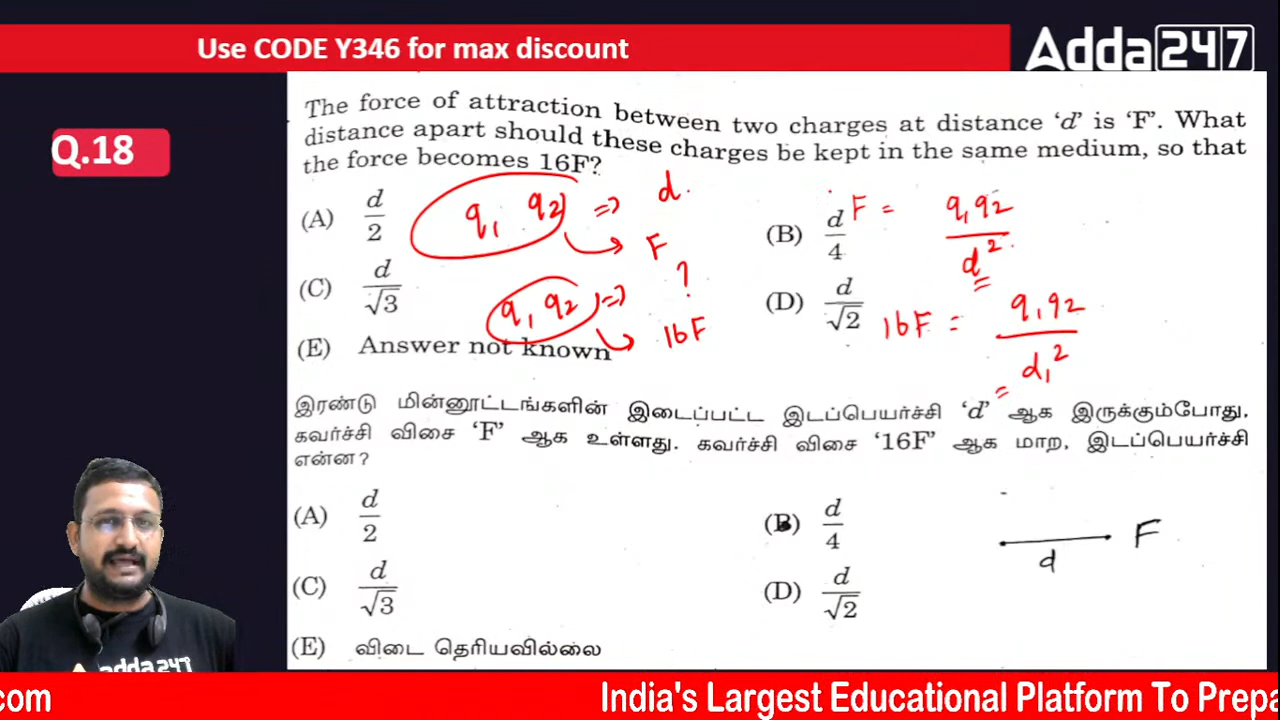 Use CODE Y346 for max discount
Adda247
Q.18
The force of attraction between two charges at distance 'd' is 'F'. What
distance apart should these charges be kept in the same medium, so that
the force becomes 16F?
(A) d/2
(B) d/4
(C) d/√3
(D) d/√2
(E) Answer not known
q₁ q₂ => d
F
q₁ q₂ => ?
16F
F = q₁q₂/d²
16F = q₁q₂/d₁²
இரண்டு மின்னூட்டங்களின் இடைப்பட்ட இடப்பெயர்ச்சி 'd' ஆக இருக்கும்போது,
கவர்ச்சி விசை 'F' ஆக உள்ளது. கவர்ச்சி விசை '16F' ஆக மாற, இடப்பெயர்ச்சி
என்ன?
(A) d/2
(B) d/4
(C) d/√3
(D) d/√2
(E) விடை தெரியவில்லை
d F
adda247
com
India's Largest Educational Platform To Prepa